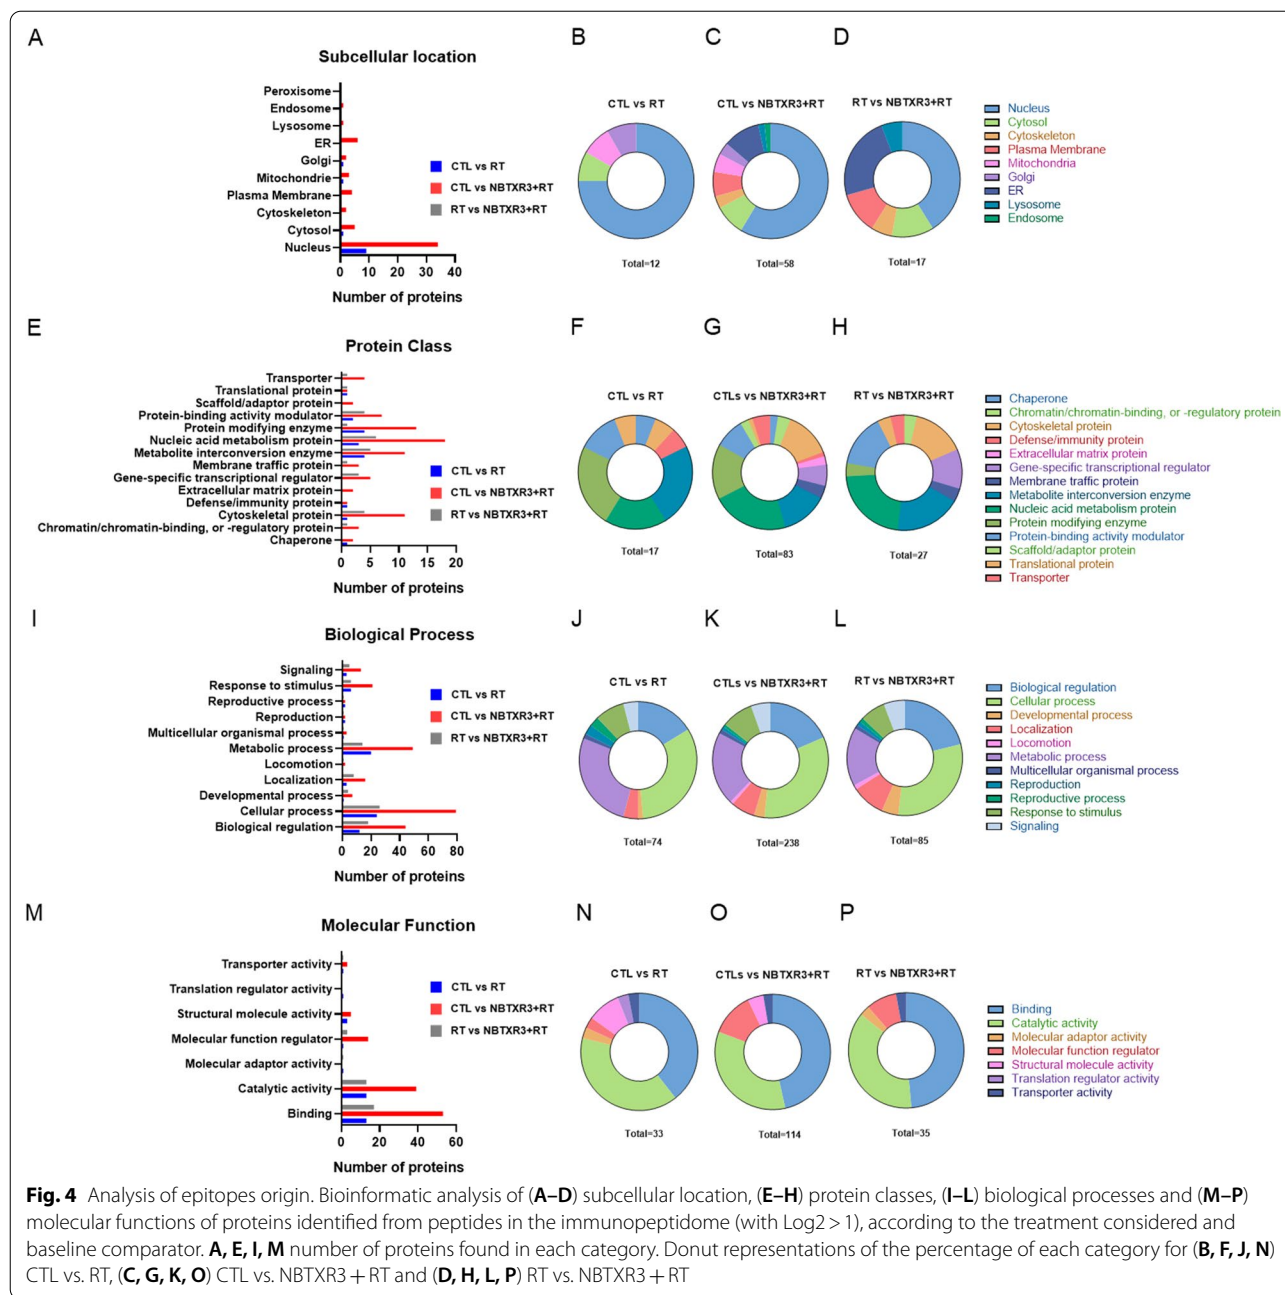 A
Subcellular location
Peroxisome
Endosome
Lysosome
ER
Golgi
Mitochondrie
Plasma Membrane
Cytoskeleton
Cytosol
Nucleus
0 10 20 30 40
Number of proteins
CTL vs RT
CTL vs NBTXR3+RT
RT vs NBTXR3+RT
B
CTL vs RT
Total=12
C
CTL vs NBTXR3+RT
Total=58
D
RT vs NBTXR3+RT
Total=17
Nucleus
Cytosol
Cytoskeleton
Plasma Membrane
Mitochondria
Golgi
ER
Lysosome
Endosome
E
Protein Class
Transporter
Translational protein
Scaffold/adaptor protein
Protein-binding activity modulator
Protein modifying enzyme
Nucleic acid metabolism protein
Metabolite interconversion enzyme
Membrane traffic protein
Gene-specific transcriptional regulator
Extracellular matrix protein
Defense/immunity protein
Cytoskeletal protein
Chromatin/chromatin-binding, or -regulatory protein
Chaperone
0 5 10 15 20
Number of proteins
CTL vs RT
CTL vs NBTXR3+RT
RT vs NBTXR3+RT
F
CTL vs RT
Total=17
G
CTLs vs NBTXR3+RT
Total=83
H
RT vs NBTXR3+RT
Total=27
Chaperone
Chromatin/chromatin-binding, or -regulatory protein
Cytoskeletal protein
Defense/immunity protein
Extracellular matrix protein
Gene-specific transcriptional regulator
Membrane traffic protein
Metabolite interconversion enzyme
Nucleic acid metabolism protein
Protein modifying enzyme
Protein-binding activity modulator
Scaffold/adaptor protein
Translational protein
Transporter
I
Biological Process
Signaling
Response to stimulus
Reproductive process
Reproduction
Multicellular organismal process
Metabolic process
Locomotion
Localization
Developmental process
Cellular process
Biological regulation
0 20 40 60 80
Number of proteins
CTL vs RT
CTL vs NBTXR3+RT
RT vs NBTXR3+RT
J
CTL vs RT
Total=74
K
CTLs vs NBTXR3+RT
Total=238
L
RT vs NBTXR3+RT
Total=85
Biological regulation
Cellular process
Developmental process
Localization
Locomotion
Metabolic process
Multicellular organismal process
Reproduction
Reproductive process
Response to stimulus
Signaling
M
Molecular Function
Transporter activity
Translation regulator activity
Structural molecule activity
Molecular function regulator
Molecular adaptor activity
Catalytic activity
Binding
0 20 40 60
Number of proteins
CTL vs RT
CTL vs NBTXR3+RT
RT vs NBTXR3+RT
N
CTL vs RT
Total=33
O
CTLs vs NBTXR3+RT
Total=114
P
RT vs NBTXR3+RT
Total=35
Binding
Catalytic activity
Molecular adaptor activity
Molecular function regulator
Structural molecule activity
Translation regulator activity
Transporter activity
Fig. 4 Analysis of epitopes origin. Bioinformatic analysis of (A–D) subcellular location, (E–H) protein classes, (I–L) biological processes and (M–P)
molecular functions of proteins identified from peptides in the immunopeptidome (with Log2 > 1), according to the treatment considered and
baseline comparator. A, E, I, M number of proteins found in each category. Donut representations of the percentage of each category for (B, F, J, N)
CTL vs. RT, (C, G, K, O) CTL vs. NBTXR3 + RT and (D, H, L, P) RT vs. NBTXR3 + RT